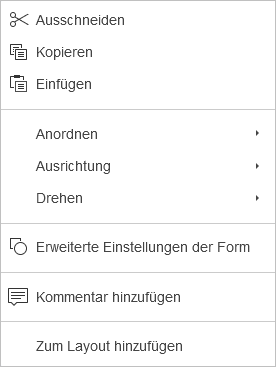 Ausschneiden
Kopieren
Einfügen
Anordnen
Ausrichtung
Drehen
Erweiterte Einstellungen der Form
Kommentar hinzufügen
Zum Layout hinzufügen